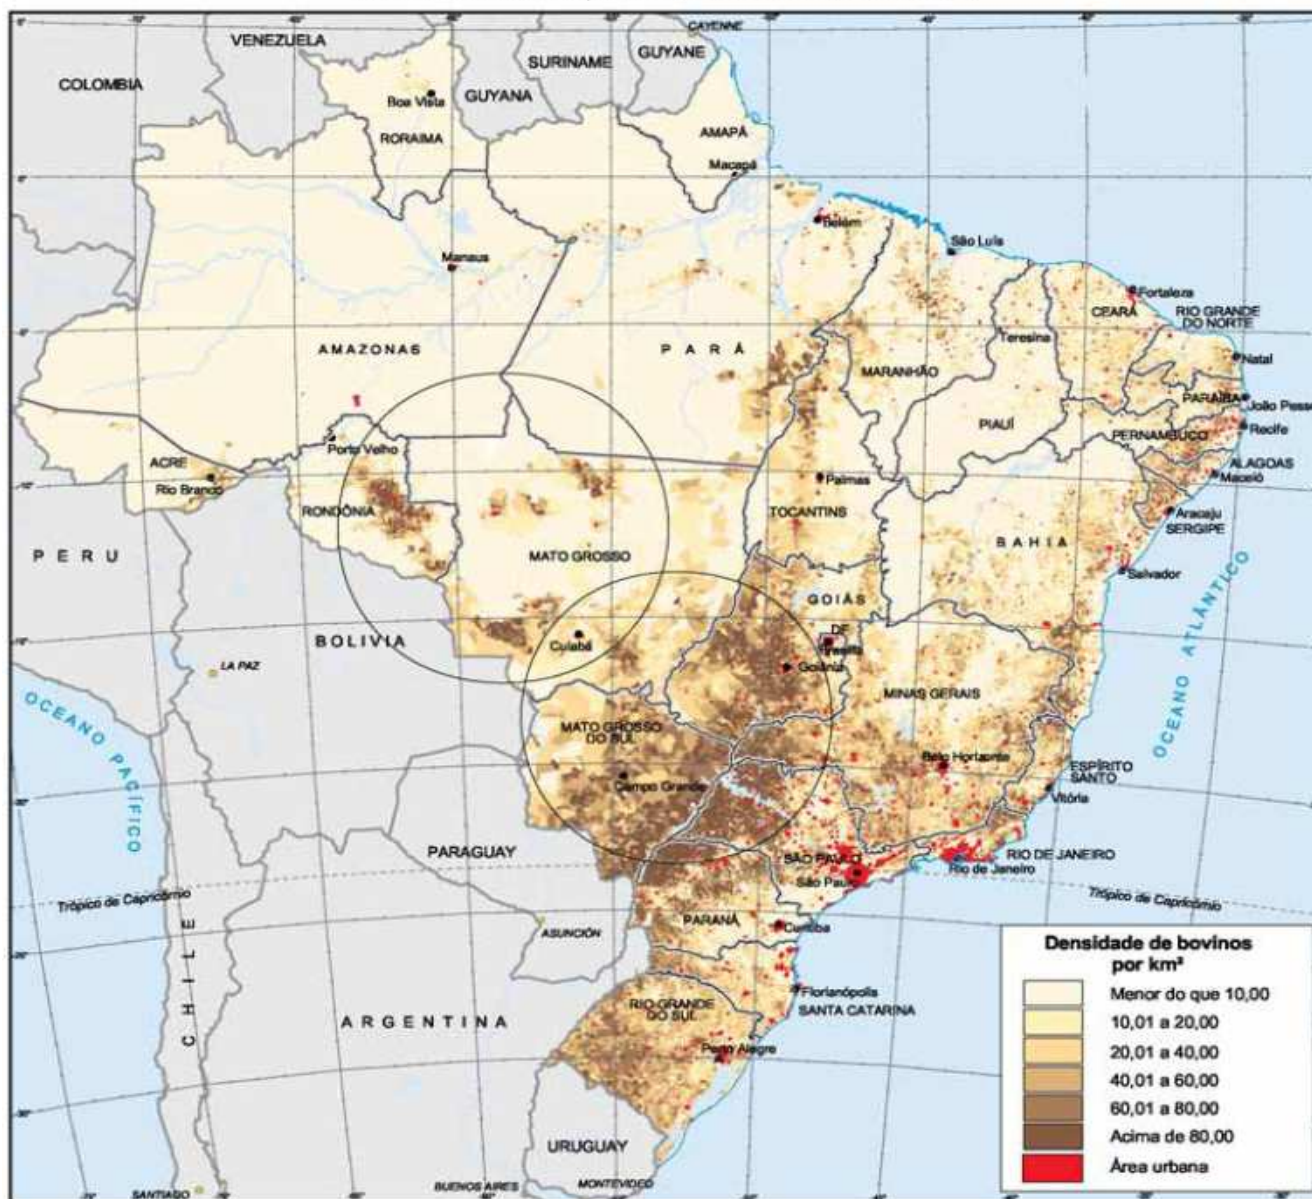 CAYENNE
VENEZUELA
GUYANE
SURINAME
COLOMBIA
GUYANA
Boa Vista
RORAIMA
AMAPÁ
Macapá
Belém
São Luís
Manaus
Fortaleza
CEARÁ
RIO GRANDE
DO NORTE
Teresina
AMAZONAS
PARÁ
Natal
MARANHÃO
PARAÍBA
João Pess
PIAUÍ
Recife
PERNAMBUCO
Porto Velho
ACRE
ALAGOAS
Maceió
Rio Branco
Palmas
RONDÔNIA
TOCANTINS
Aracaju
SERGIPE
BAHIA
PERU
MATO GROSSO
Salvador
GOIÁS
OCEANO ATLÂNTICO
BOLIVIA
Cuiabá
DF
Brasília
LA PAZ
Goiânia
MINAS GERAIS
OCEANO PACÍFICO
MATO GROSSO
DO SUL
Belo Horizonte
ESPÍRITO
SANTO
Campo Grande
Vitória
PARAGUAY
SÃO PAULO
RIO DE JANEIRO
São Paulo
Rio de Janeiro
Trópico de Capricórnio
Trópico de Capricórnio
PARANÁ
ASUNCIÓN
Curitiba
CHILE
Florianópolis
RIO GRANDE
DO SUL
SANTA CATARINA
ARGENTINA
Porto Alegre
URUGUAY
BUENOS AIRES
MONTEVIDEO
SANTIAGO
Densidade de bovinos
por km²
Menor do que 10,00
10,01 a 20,00
20,01 a 40,00
40,01 a 60,00
60,01 a 80,00
Acima de 80,00
Área urbana